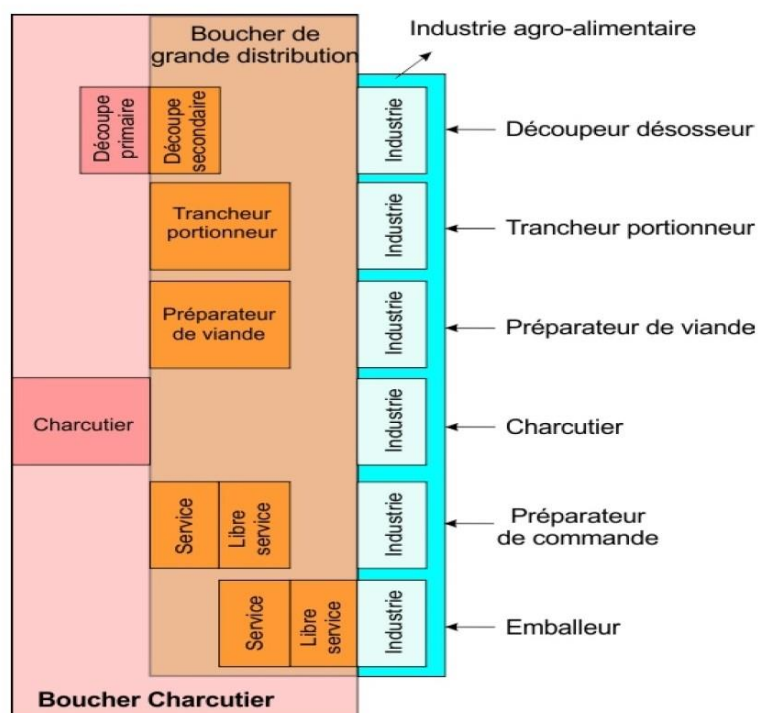 Boucher de
grande distribution
Industrie agro-alimentaire
Découpe
primaire
Découpe
secondaire
Industrie
Découpeur désosseur
Trancheur
portionneur
Industrie
Trancheur portionneur
Préparateur
de viande
Industrie
Préparateur de viande
Charcutier
Industrie
Charcutier
Service
Libre
service
Industrie
Préparateur
de commande
Service
Libre
service
Industrie
Emballeur
Boucher Charcutier